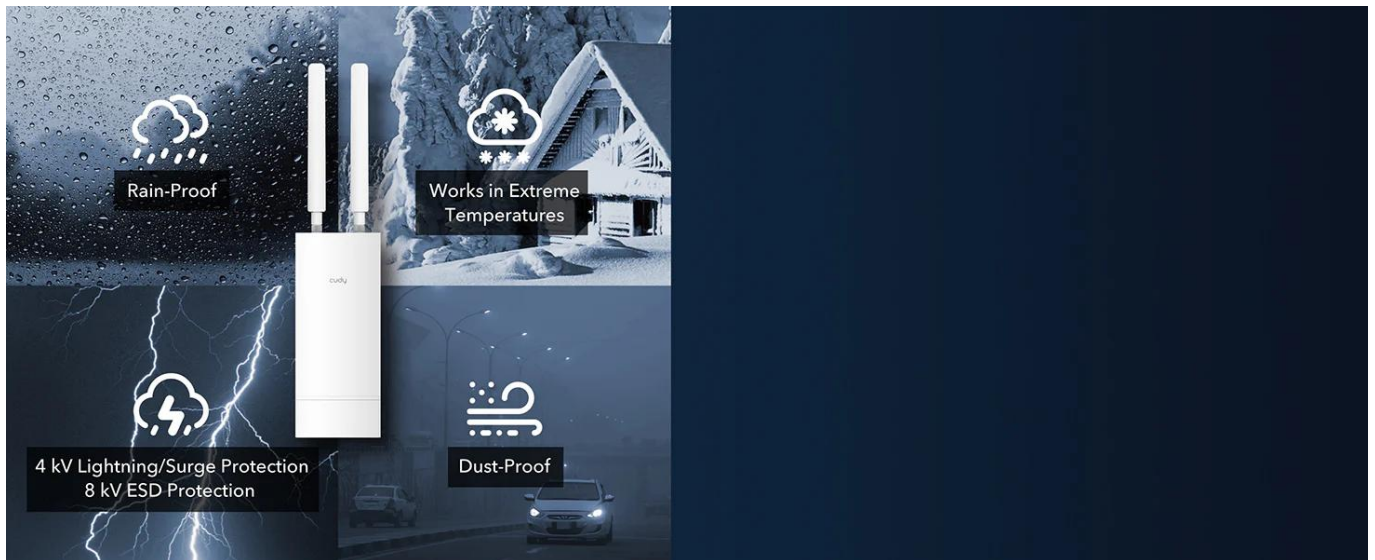 Rain-Proof
Works in Extreme
Temperatures
cudy
4 kV Lightning/Surge Protection
8 kV ESD Protection
Dust-Proof